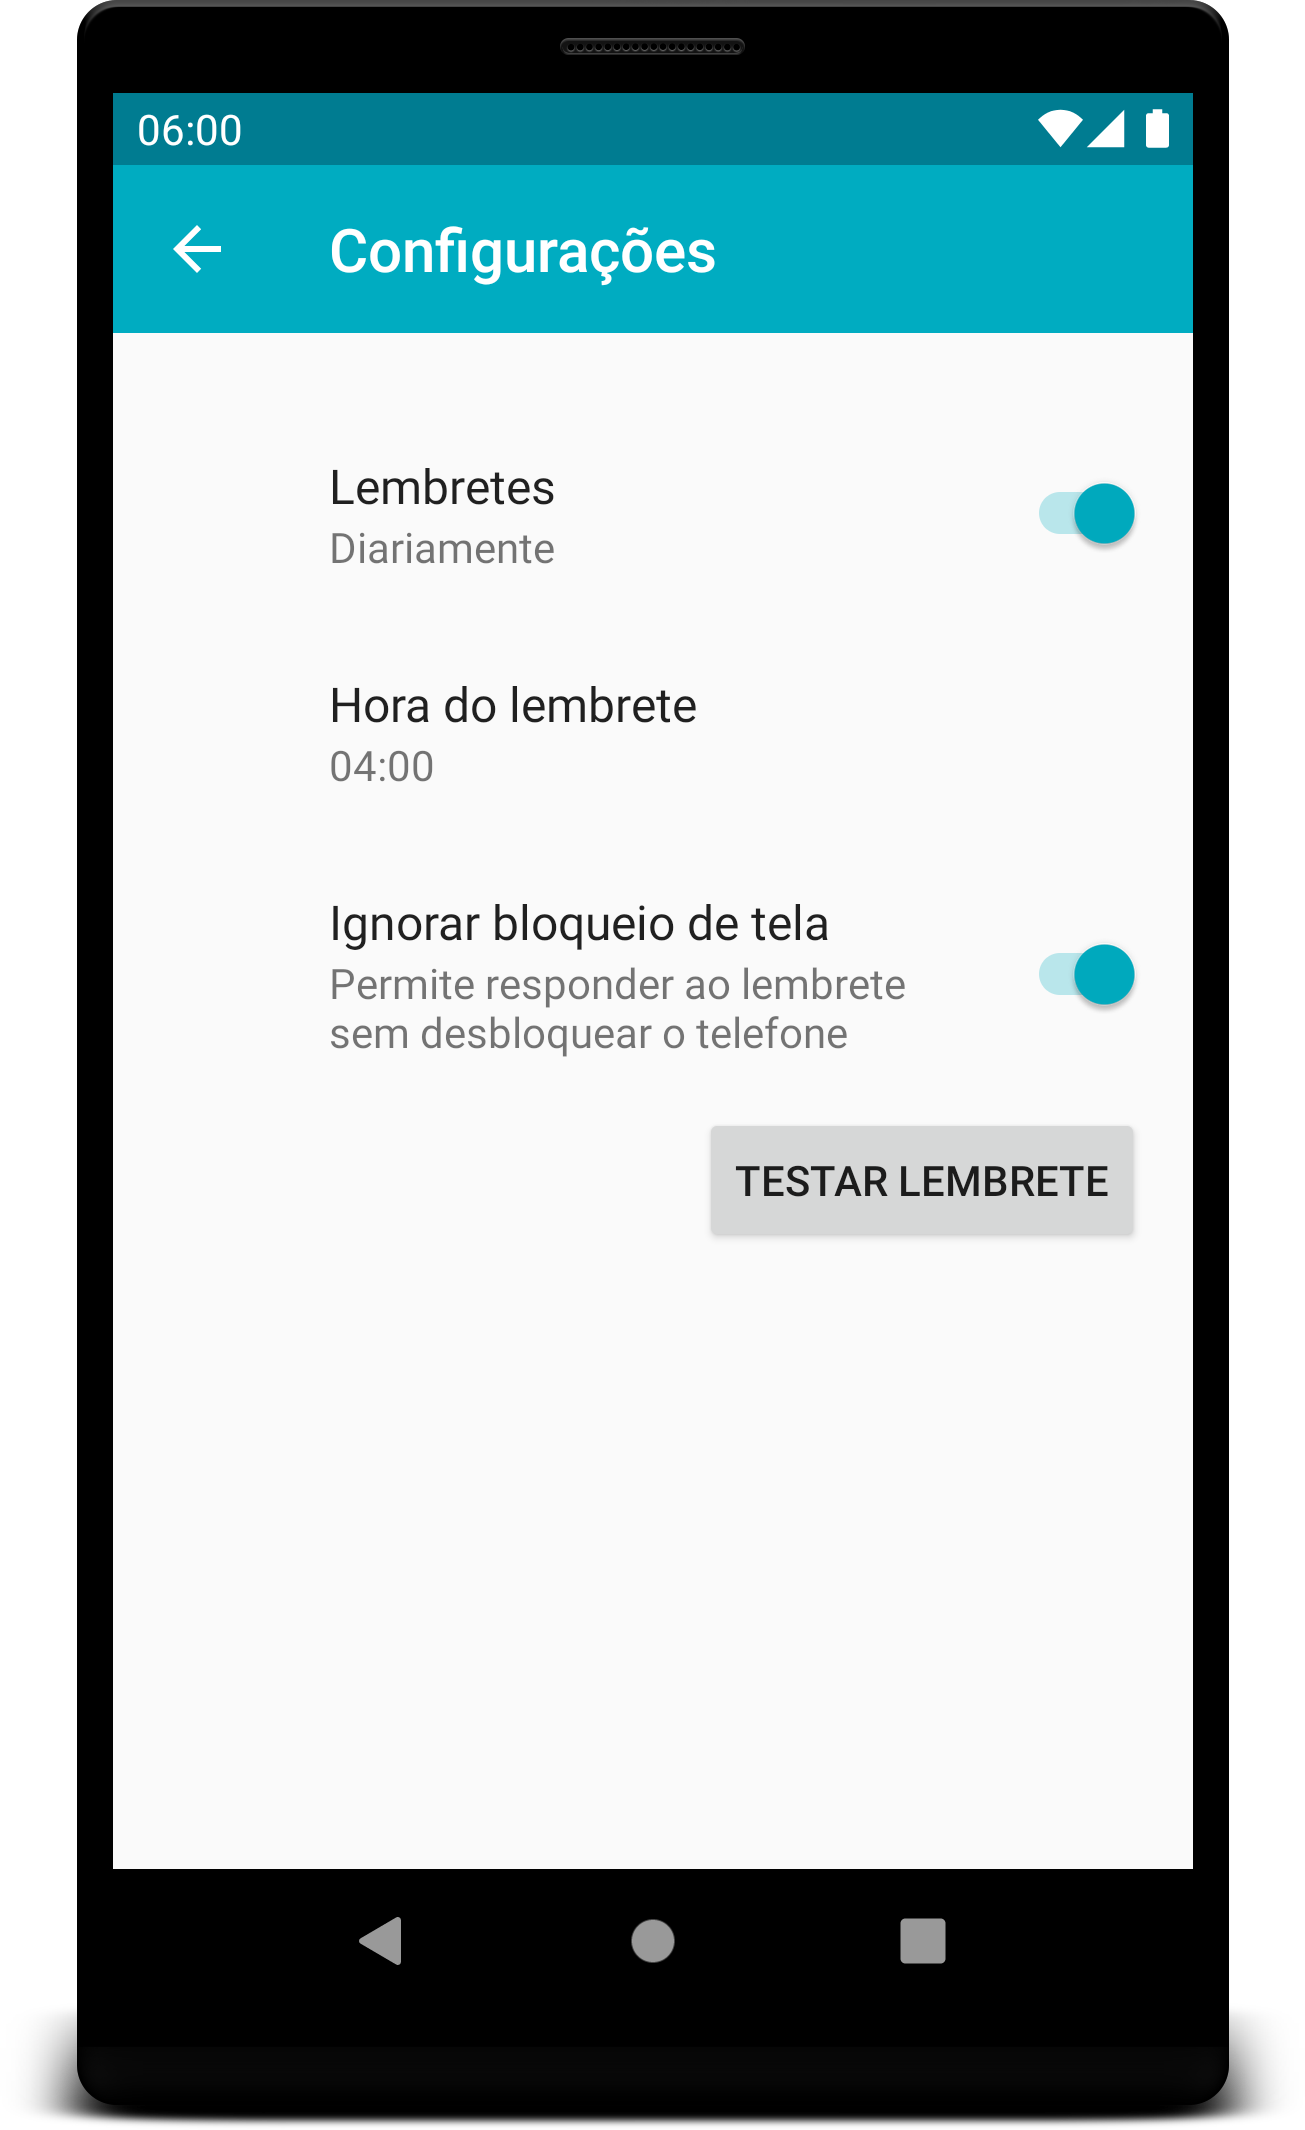 06:00
Configurações
Lembretes
Diariamente
Hora do lembrete
04:00
Ignorar bloqueio de tela
Permite responder ao lembrete
sem desbloquear o telefone
TESTAR LEMBRETE